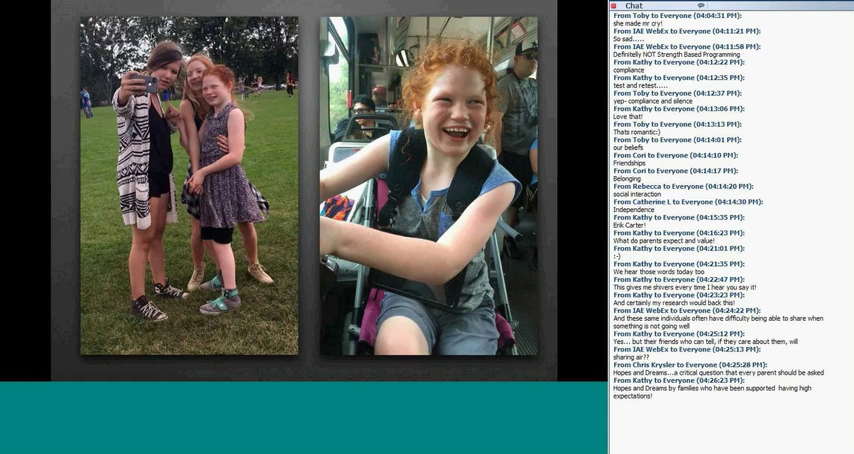 Chat
From Toby to Everyone (04:04:31 PM):
she made mr cry!
From IAE WebEx to Everyone (04:11:21 PM):
So sad.....
From IAE WebEx to Everyone (04:11:58 PM):
Definitelly NOT Strength Based Programming
From Kathy to Everyone (04:12:22 PM):
compliance
From Kathy to Everyone (04:12:35 PM):
test and retest.....
From Toby to Everyone (04:12:37 PM):
yep- compliance and silence
From Kathy to Everyone (04:13:06 PM):
Love that!
From Toby to Everyone (04:13:13 PM):
Thats romantic:)
From Toby to Everyone (04:14:01 PM):
our beliefs
From Cori to Everyone (04:14:10 PM):
Friendships
From Cori to Everyone (04:14:17 PM):
Belonging
From Rebecca to Everyone (04:14:20 PM):
social interaction
From Catherine L to Everyone (04:14:30 PM):
Independence
From Kathy to Everyone (04:15:35 PM):
Erik Carter!
From Kathy to Everyone (04:16:23 PM):
What do parents expect and value!
From Kathy to Everyone (04:21:01 PM):
:-)
From Kathy to Everyone (04:21:35 PM):
We hear those words today too
From Kathy to Everyone (04:22:47 PM):
This gives me shivers every time I hear you say it!
From Kathy to Everyone (04:23:23 PM):
And certainly my research would back this!
From IAE WebEx to Everyone (04:24:22 PM):
And these same individuals often have difficulty being able to share when
something is not going well
From Kathy to Everyone (04:25:12 PM):
Yes... but their friends who can tell, if they care about them, will
From IAE WebEx to Everyone (04:25:13 PM):
sharing air??
From Chris Krysler to Everyone (04:25:28 PM):
Hopes and Dreams...a critical question that every parent should be asked
From Kathy to Everyone (04:26:23 PM):
Hopes and Dreams by families who have been supported having high
expectations!